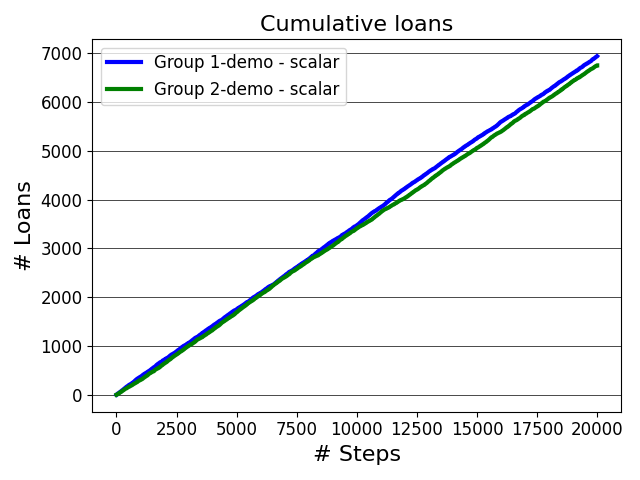 Cumulative loans
Group 1-demo - scalar
Group 2-demo - scalar
# Loans
7000
6000
5000
4000
3000
2000
1000
0
0 2500 5000 7500 10000 12500 15000 17500 20000
# Steps